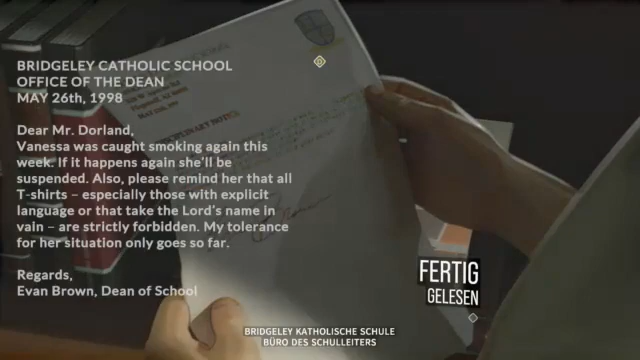 BRIDGELEY CATHOLIC SCHOOL
OFFICE OF THE DEAN
MAY 26th, 1998
Dear Mr. Dorland,
Vanessa was caught smoking again this
week. If it happens again she'll be
suspended. Also, please remind her that all
T-shirts – especially those with explicit
language or that take the Lord's name in
vain – are strictly forbidden. My tolerance
for her situation only goes so far.
Regards,
Evan Brown, Dean of School
FERTIG
GELESEN
BRIDGELEY KATHOLISCHE SCHULE
BÜRO DES SCHULLEITERS